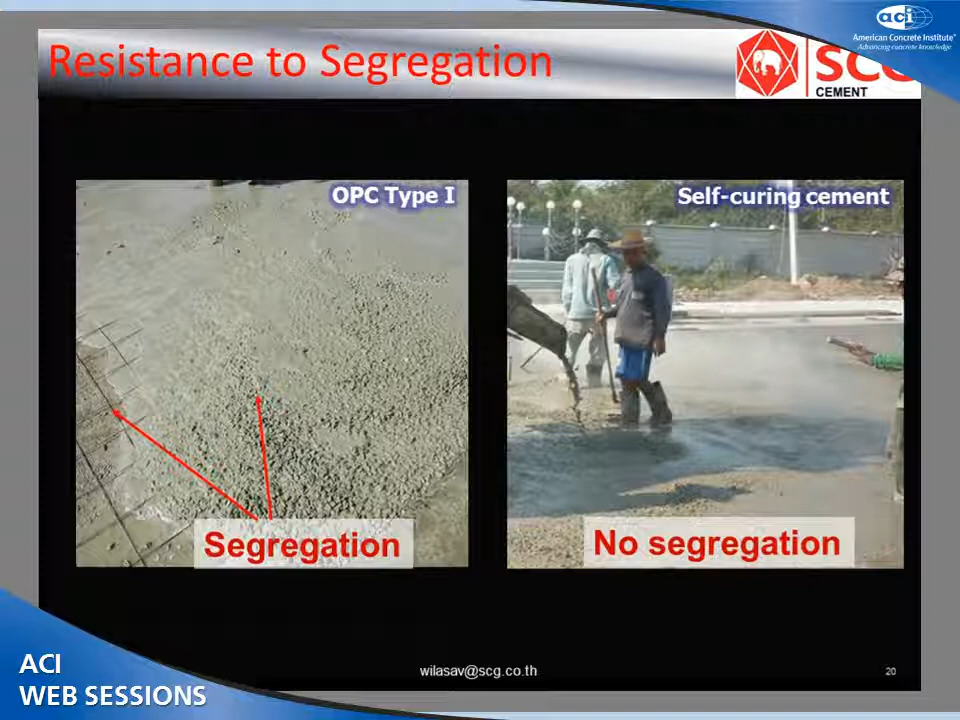 Resistance to Segregation
aci
American Concrete Institute®
Advancing concrete knowledge
SCG
CEMENT
OPC Type I
Self-curing cement
Segregation
No segregation
ACI
WEB SESSIONS
wilasav@scg.co.th
20